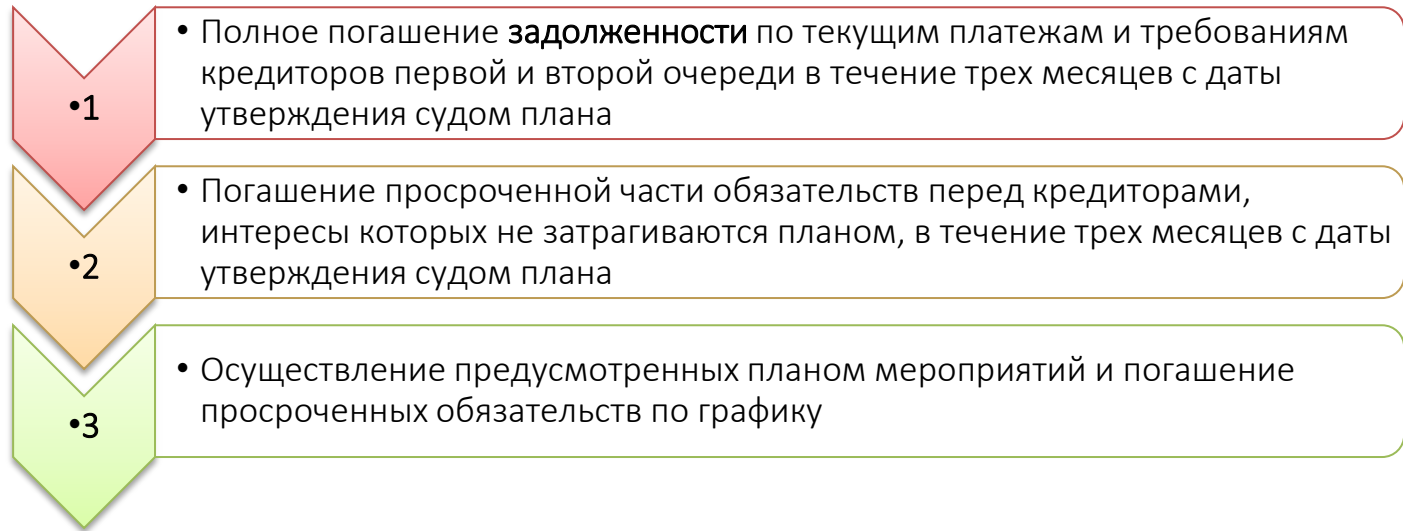 •1
• Полное погашение задолженности по текущим платежам и требованиям
кредиторов первой и второй очереди в течение трех месяцев с даты
утверждения судом плана
•2
• Погашение просроченной части обязательств перед кредиторами,
интересы которых не затрагиваются планом, в течение трех месяцев с даты
утверждения судом плана
•3
• Осуществление предусмотренных планом мероприятий и погашение
просроченных обязательств по графику